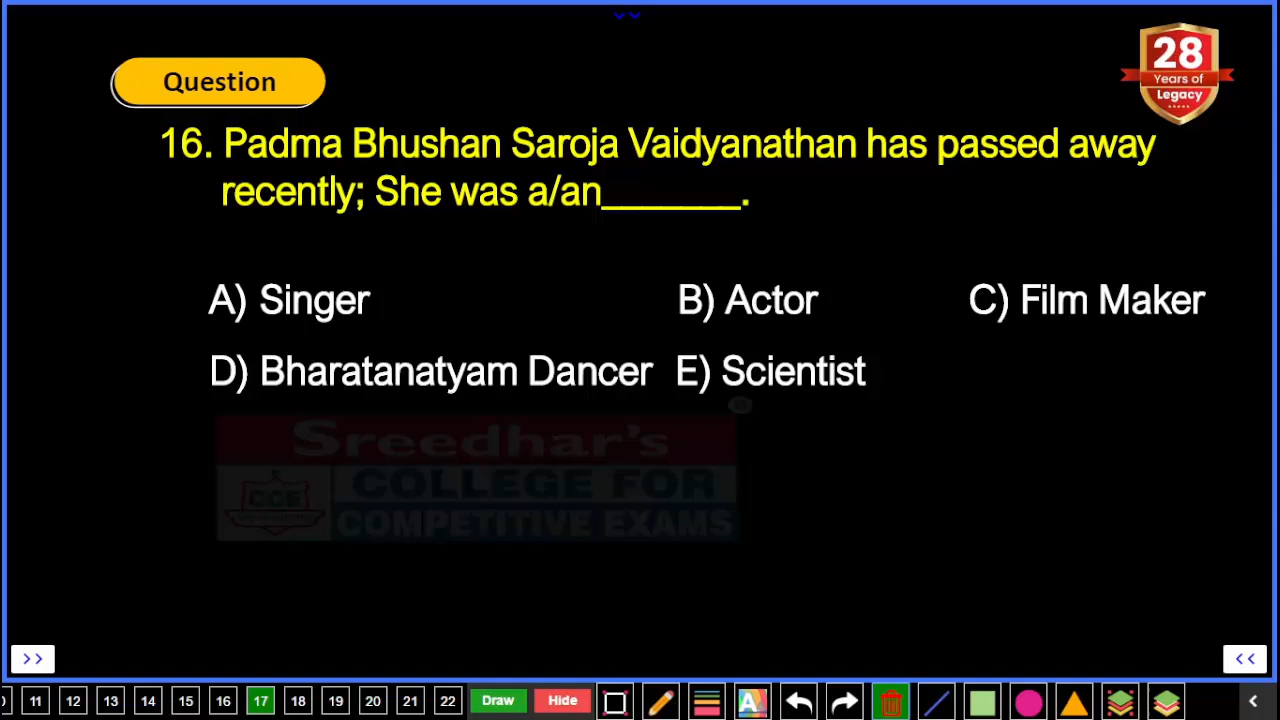 Question
28
Years of
Legacy
16. Padma Bhushan Saroja Vaidyanathan has passed away
recently; She was a/an_______.
A) Singer B) Actor C) Film Maker
D) Bharatanatyam Dancer E) Scientist
Sreedhar's
CCE
COLLEGE FOR
COMPETITIVE EXAMS
>> <<
11 12 13 14 15 16 17 18 19 20 21 22 Draw Hide A